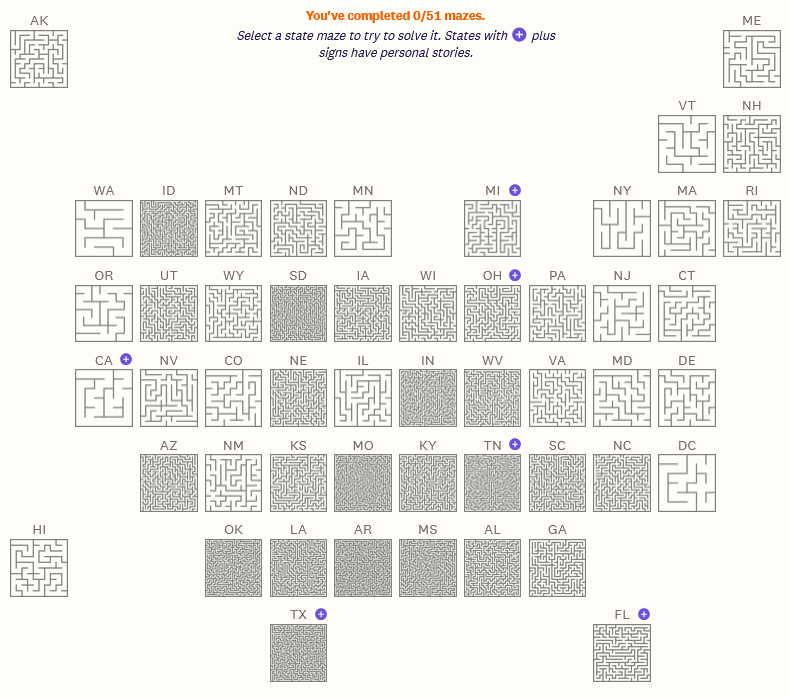 You've completed 0/51 mazes.
Select a state maze to try to solve it. States with + plus
signs have personal stories.
AK
ME
VT NH
WA ID MT ND MN MI + NY MA RI
OR UT WY SD IA WI OH + PA NJ CT
CA + NV CO NE IL IN WV VA MD DE
AZ NM KS MO KY TN + SC NC DC
HI OK LA AR MS AL GA
TX + FL +